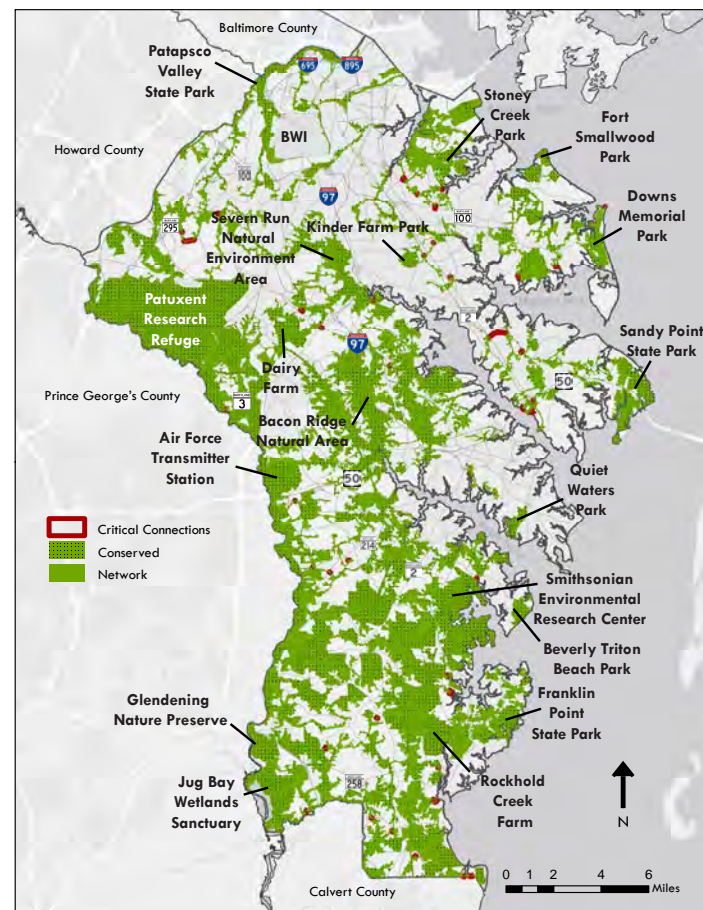 Baltimore County
Patapsco
Valley
State Park
695
895
Stoney
Creek
Park
Fort
Smallwood
Park
BWI
Howard County
100
97
Downs
Memorial
Park
295
Severn Run
Natural
Environment
Area
Kinder Farm Park
100
Patuxent
Research
Refuge
2
Sandy Point
State Park
97
Dairy
Farm
50
Prince George's County
3
Bacon Ridge
Natural Area
Air Force
Transmitter
Station
50
Quiet
Waters
Park
Critical Connections
Conserved
Network
214
2
Smithsonian
Environmental
Research Center
Beverly Triton
Beach Park
Glendening
Nature Preserve
Franklin
Point
State Park
Jug Bay
Wetlands
Sanctuary
258
Rockhold
Creek
Farm
N
Calvert County
0 1 2 4 6
Miles